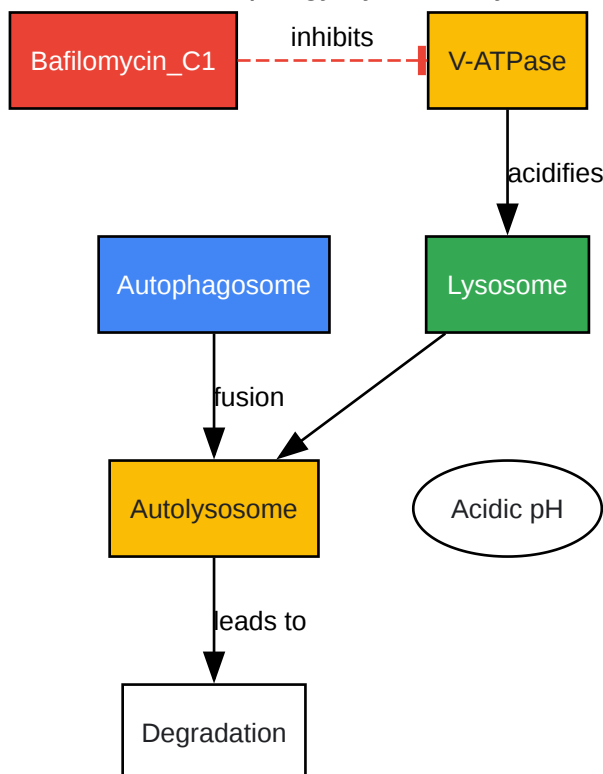 inhibits
Bafilomycin_C1
V-ATPase
acidifies
Autophagosome
Lysosome
fusion
Autolysosome
Acidic pH
leads to
Degradation